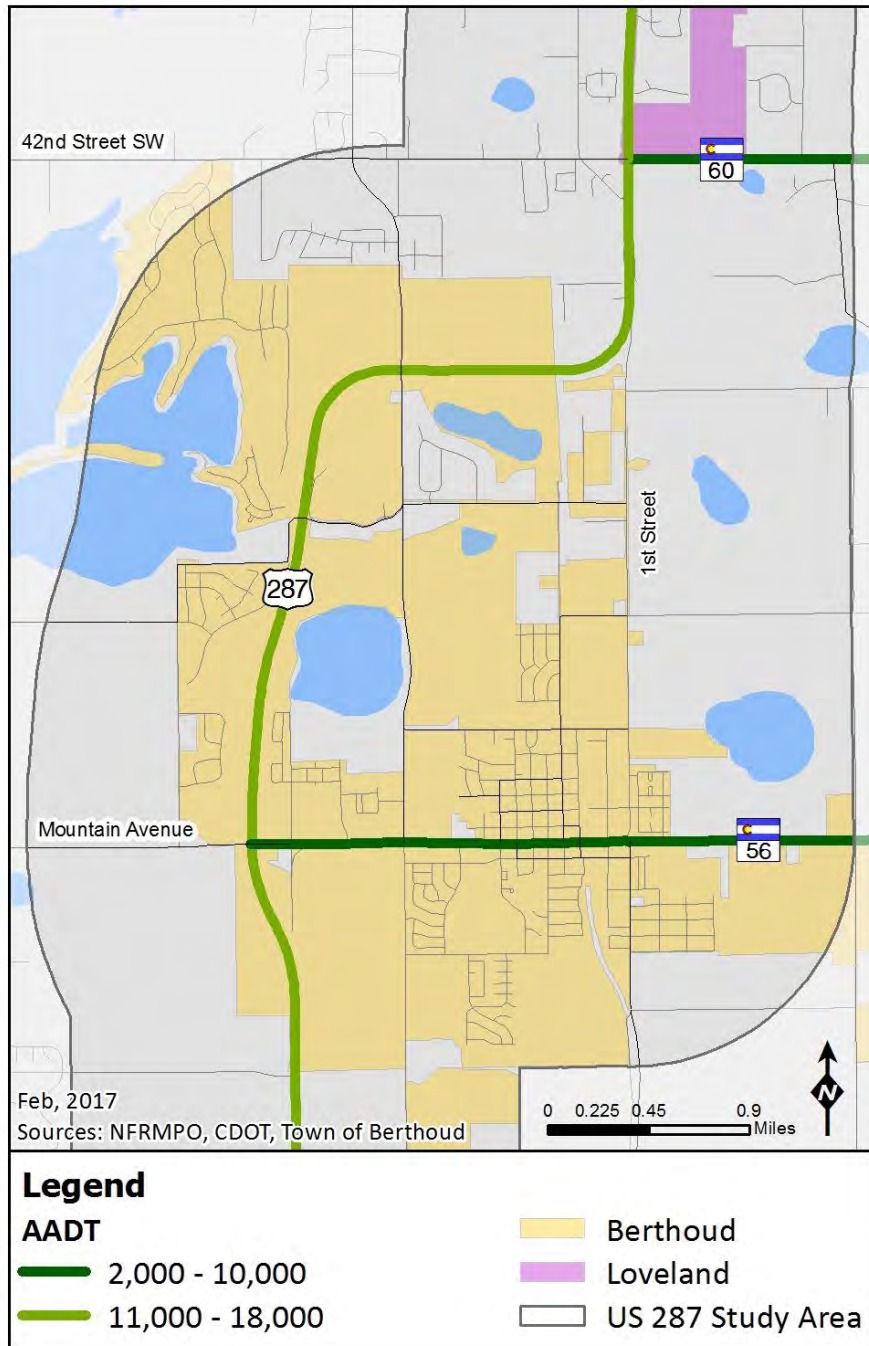 42nd Street SW
60
1st Street
287
Mountain Avenue
56
Feb, 2017
Sources: NFRMPO, CDOT, Town of Berthoud
N
0 0.225 0.45 0.9
Miles
Legend
AADT
2,000 - 10,000
11,000 - 18,000
Berthoud
Loveland
US 287 Study Area